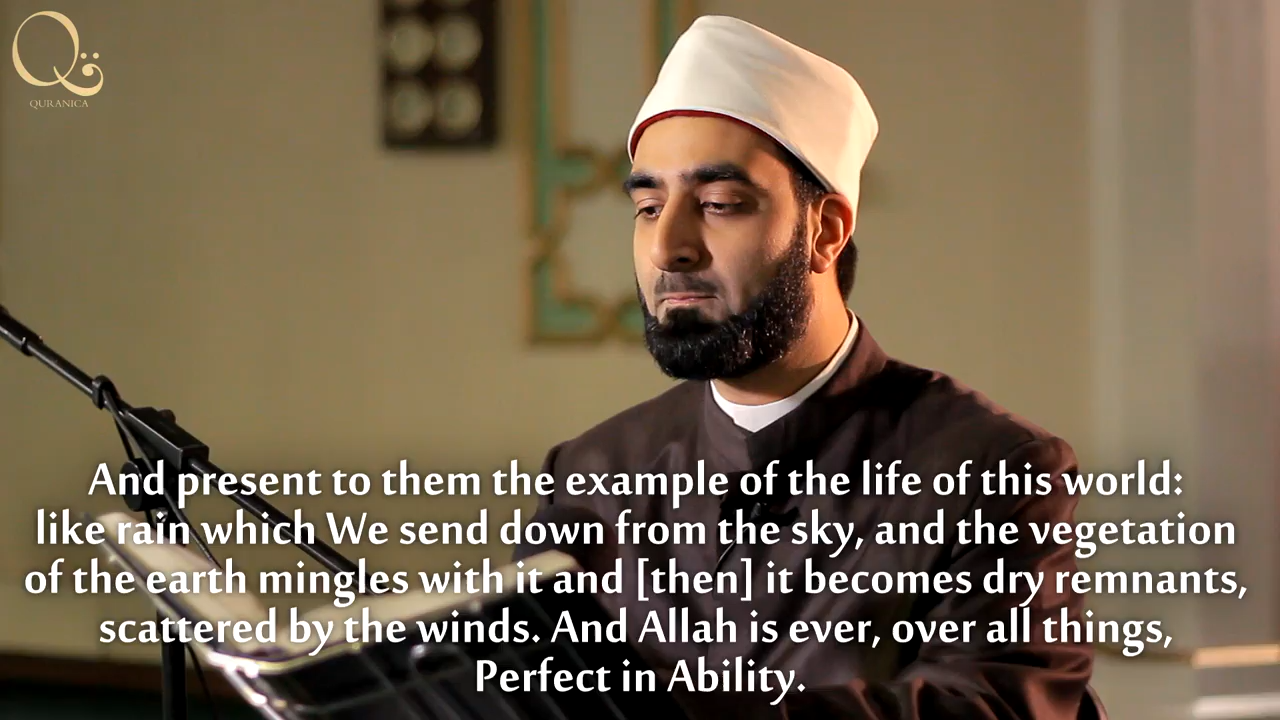 QURANICA
And present to them the example of the life of this world:
like rain which We send down from the sky, and the vegetation
of the earth mingles with it and [then] it becomes dry remnants,
scattered by the winds. And Allah is ever, over all things,
Perfect in Ability.